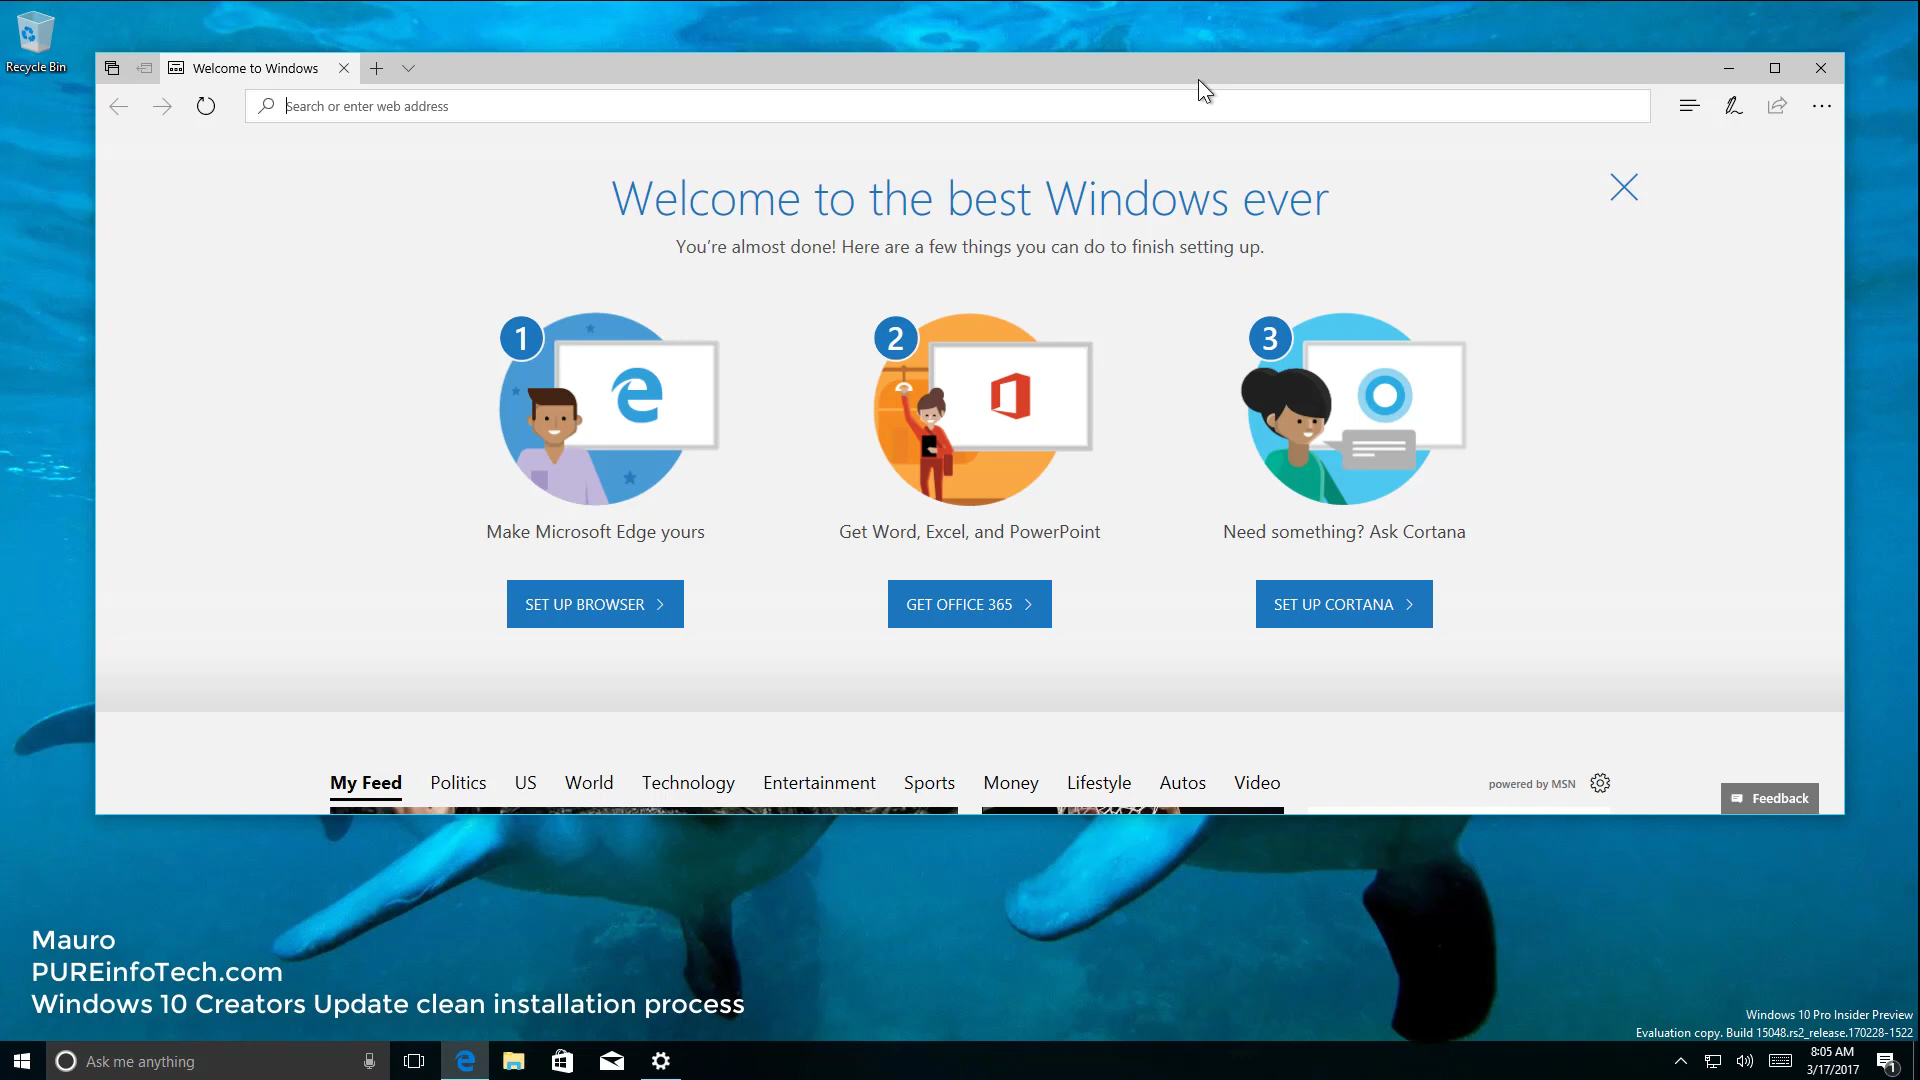 Recycle Bin
Welcome to Windows
Search or enter web address
Welcome to the best Windows ever
You're almost done! Here are a few things you can do to finish setting up.
1
2
3
Make Microsoft Edge yours
Get Word, Excel, and PowerPoint
Need something? Ask Cortana
SET UP BROWSER
GET OFFICE 365
SET UP CORTANA
My Feed Politics US World Technology Entertainment Sports Money Lifestyle Autos Video
powered by MSN
Feedback
Mauro
PUREinfoTech.com
Windows 10 Creators Update clean installation process
Windows 10 Pro Insider Preview
Evaluation copy. Build 15048.rs2_release.170228-1522
Ask me anything
8:05 AM
3/17/2017
1